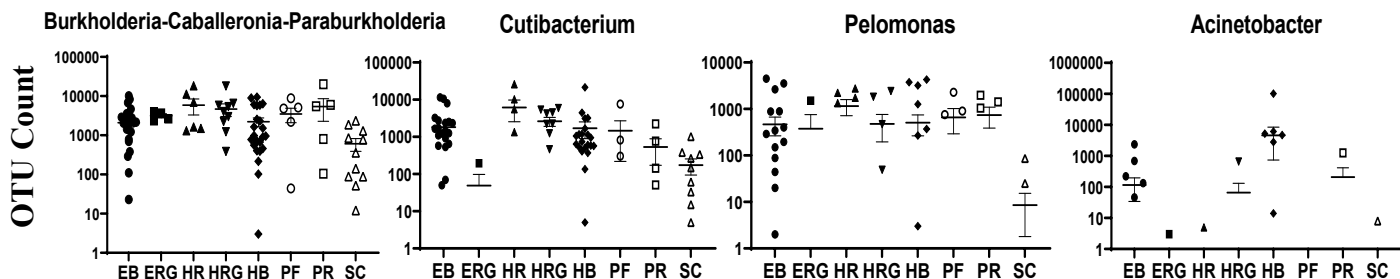 Burkholderia-Caballeronia-Paraburkholderia
Cutibacterium
Pelomonas
Acinetobacter
OTU Count
100000
10000
1000
100
10
1
EB ERG HR HRG HB PF PR SC
100000
10000
1000
100
10
1
EB ERG HR HRG HB PF PR SC
10000
1000
100
10
1
EB ERG HR HRG HB PF PR SC
1000000
100000
10000
1000
100
10
1
EB ERG HR HRG HB PF PR SC